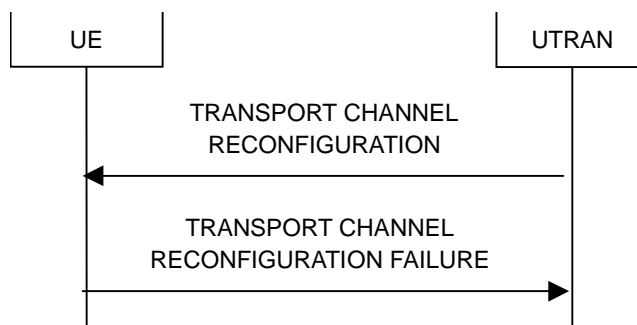 UE
UTRAN
TRANSPORT CHANNEL
RECONFIGURATION
TRANSPORT CHANNEL
RECONFIGURATION FAILURE